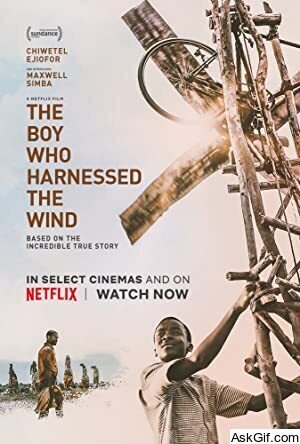 sundance
CHIWETEL
EJIOFOR
AND INTRODUCING
MAXWELL
SIMBA
A NETFLIX FILM
THE
BOY
WHO
HARNESSED
THE
WIND
BASED ON THE
INCREDIBLE TRUE STORY
IN SELECT CINEMAS AND ON
NETFLIX | WATCH NOW
AskGif.com